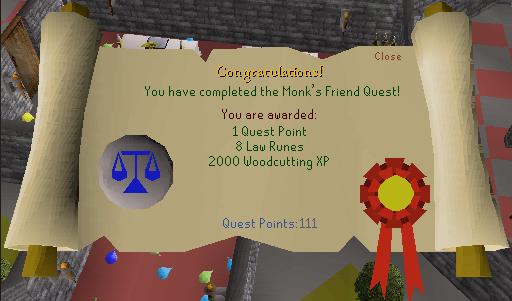 Close
Congratulations!
You have completed the Monk's Friend Quest!
You are awarded:
1 Quest Point
8 Law Runes
2000 Woodcutting XP
Quest Points: 111